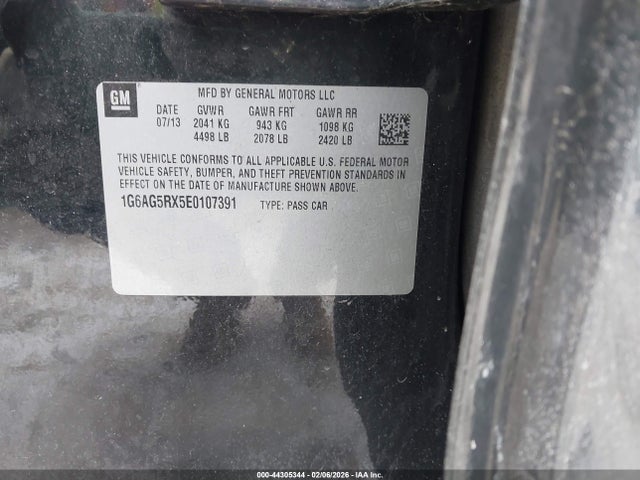 GM
MFD BY GENERAL MOTORS LLC
DATE GVWR GAWR FRT GAWR RR
07/13 2041 KG 943 KG 1098 KG
4498 LB 2078 LB 2420 LB
THIS VEHICLE CONFORMS TO ALL APPLICABLE U.S. FEDERAL MOTOR
VEHICLE SAFETY, BUMPER, AND THEFT PREVENTION STANDARDS IN
EFFECT ON THE DATE OF MANUFACTURE SHOWN ABOVE.
1G6AG5RX5E0107391 TYPE: PASS CAR
000-44305344 - 02/06/2026 - IAA Inc.